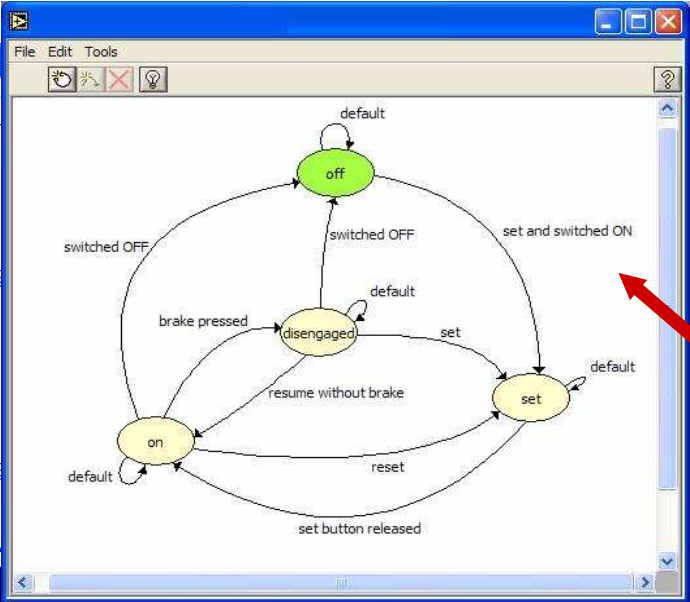 File Edit Tools
?
default
off
switched OFF
set and switched ON
switched OFF
default
brake pressed
disengaged
set
default
resume without brake
set
on
reset
default
set button released